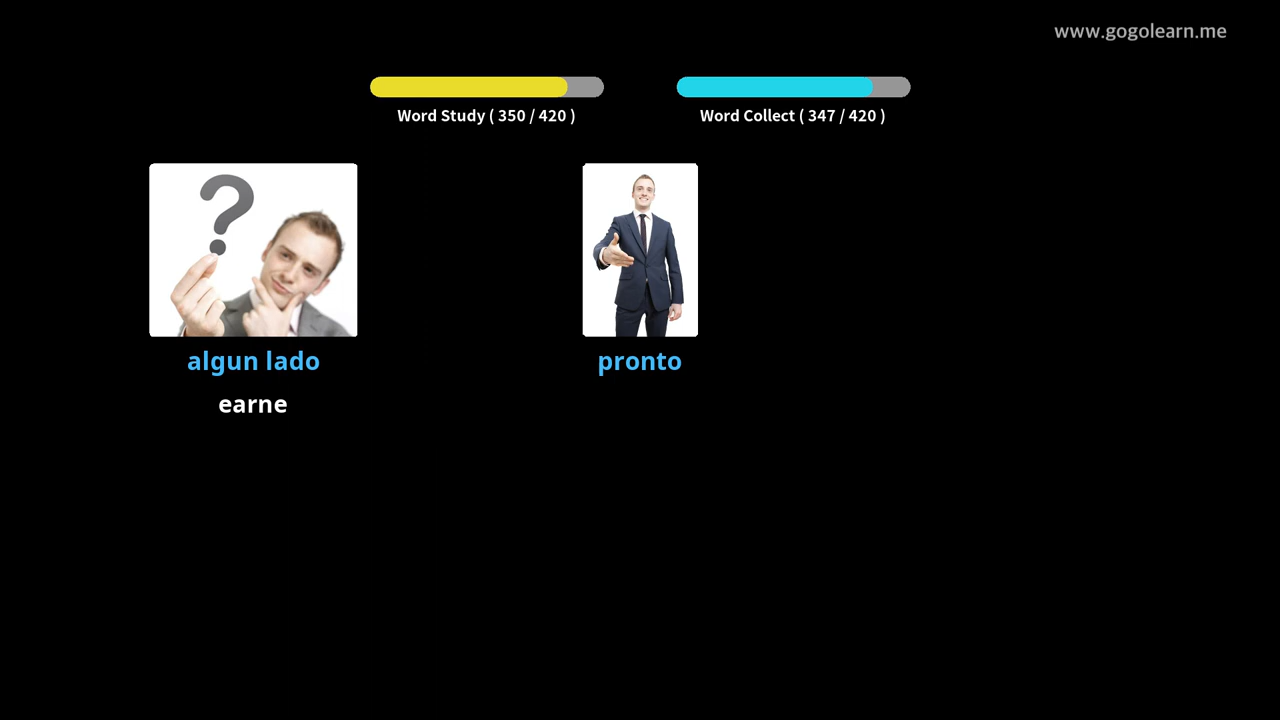 www.gogolearn.me
Word Study ( 350 / 420 )
Word Collect ( 347 / 420 )
algun lado
pronto
earne